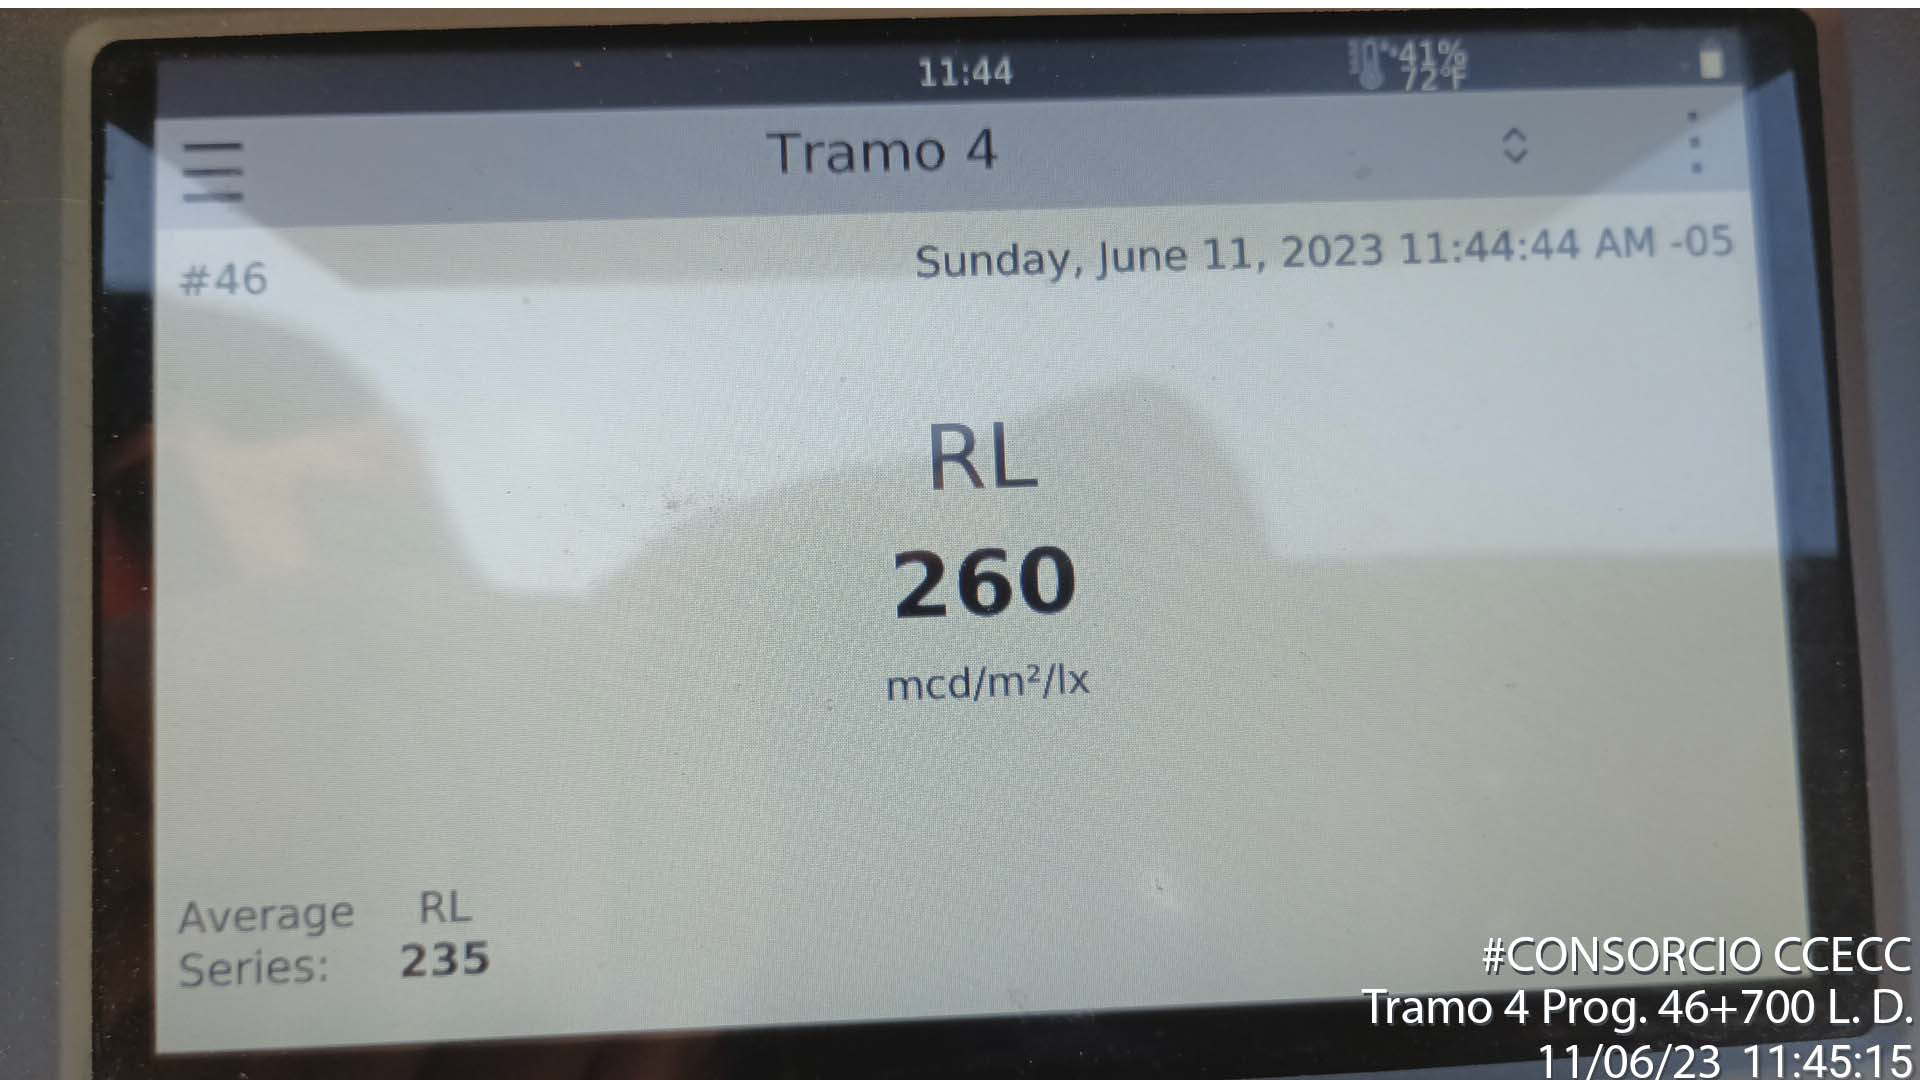 11:44
41%
72°F
Tramo 4
#46
Sunday, June 11, 2023 11:44:44 AM -05
RL
260
mcd/m²/lx
Average RL
Series: 235
#CONSORCIO CCECC
Tramo 4 Prog. 46+700 L. D.
11/06/23 11:45:15